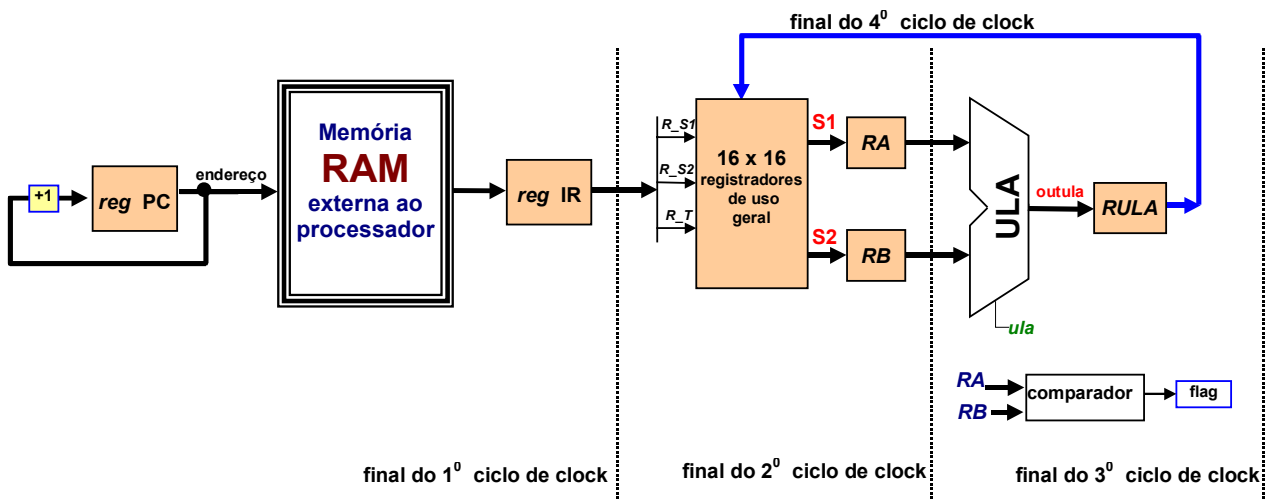 final do 4⁰ ciclo de clock
+1
reg PC
endereço
Memória
RAM
externa ao
processador
reg IR
R_S1
R_S2
R_T
16 x 16
registradores
de uso
geral
S1
RA
S2
RB
ULA
ula
outula
RULA
RA
RB
comparador
flag
final do 1⁰ ciclo de clock
final do 2⁰ ciclo de clock
final do 3⁰ ciclo de clock